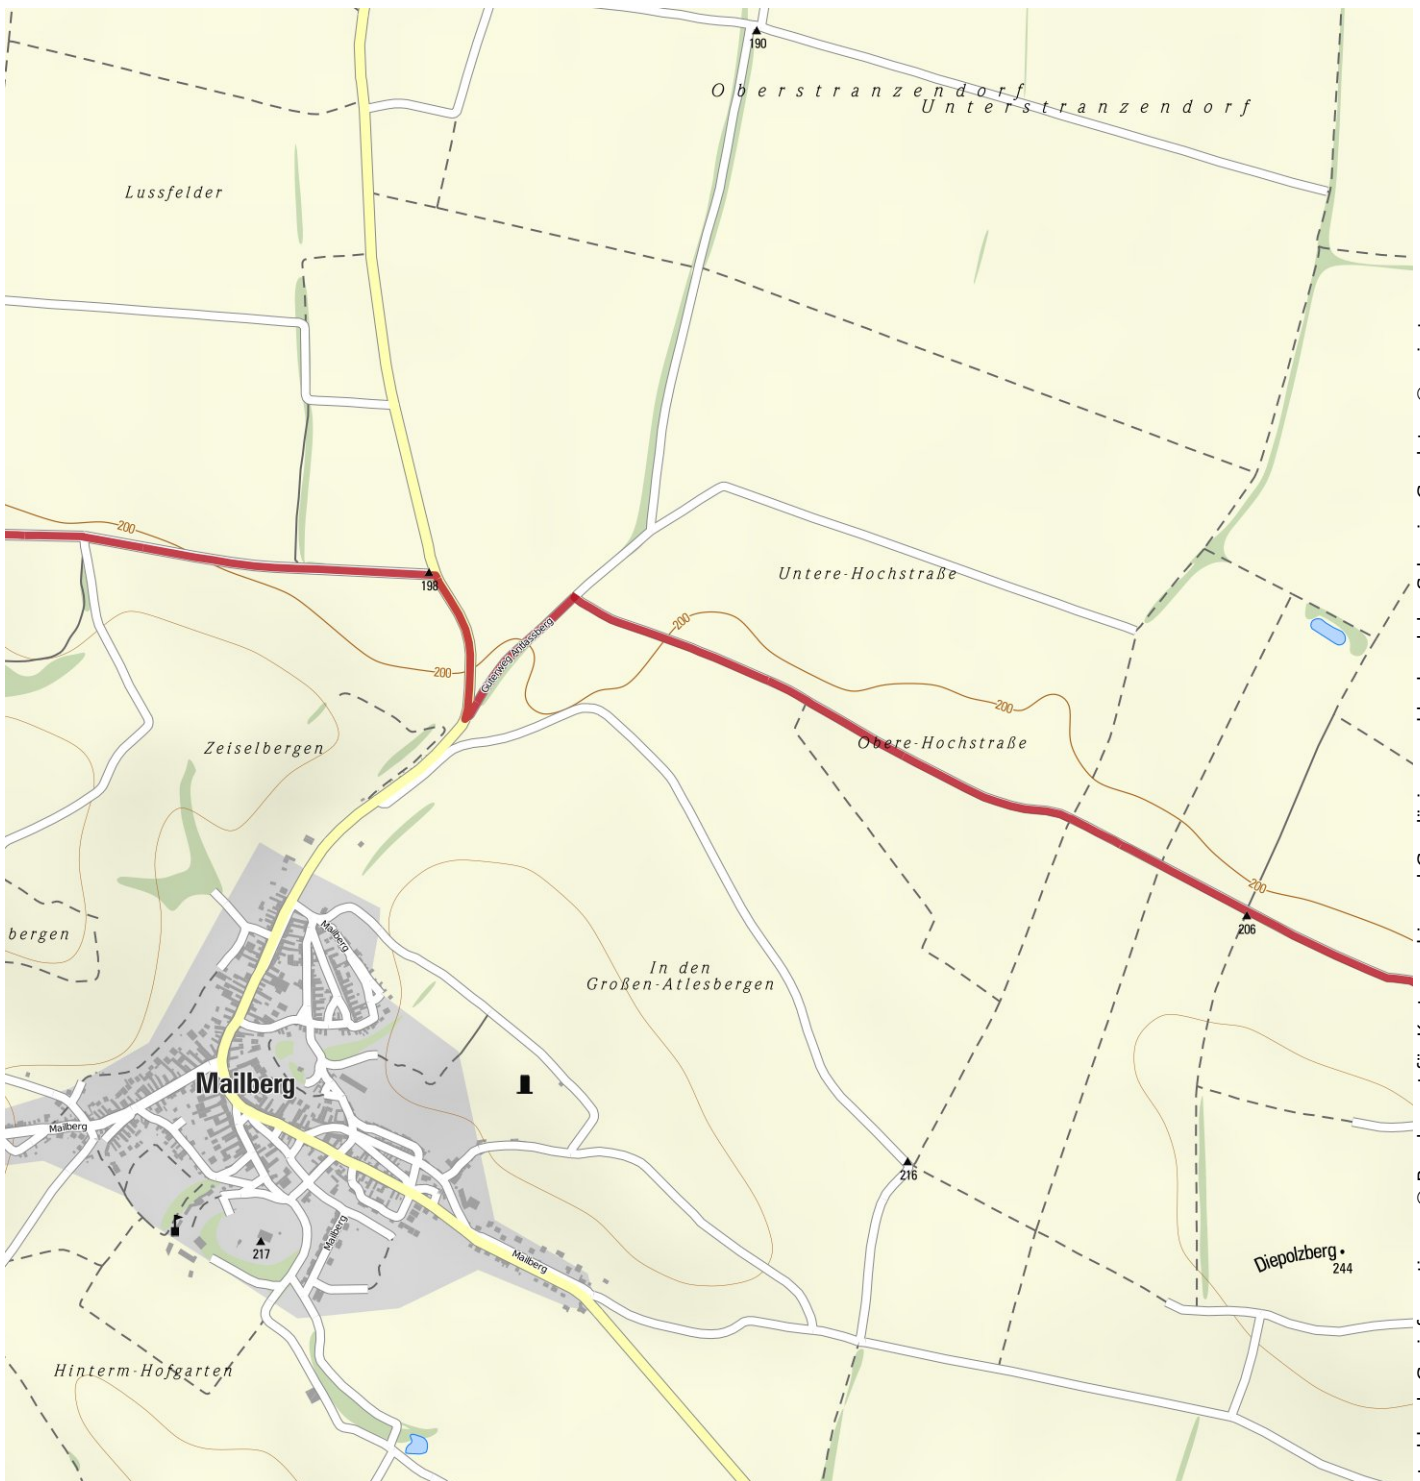 190
Oberstranzendorf
Unterstranzendorf
Lussfelder
200
198
Untere-Hochstraße
200
Güterweg Antlassberg
200
200
Zeiselbergen
Obere-Hochstraße
200
206
bergen
Mailberg
In den
Großen-Atlesbergen
Mailberg
Mailberg
216
217
Mailberg
Mailberg
Diepolzberg
244
Hinterm-Hofgarten